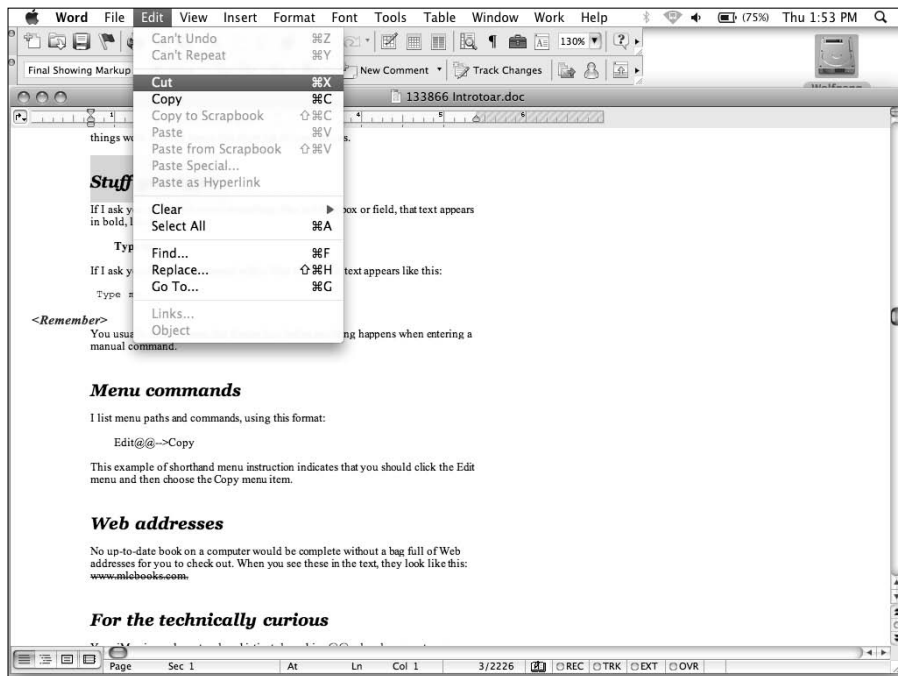 Word File Edit View Insert Format Font Tools Table Window Work Help (75%) Thu 1:53 PM
Can't Undo ⌘Z
Can't Repeat ⌘Y
Cut ⌘X
Copy ⌘C
Copy to Scrapbook ⇧⌘C
Paste ⌘V
Paste from Scrapbook ⇧⌘V
Paste Special...
Paste as Hyperlink
Clear
Select All ⌘A
Find... ⌘F
Replace... ⇧⌘H
Go To... ⌘G
Links...
Object
130%
Final Showing Markup New Comment Track Changes
133866 Introtoar.doc
1 4 5 6
things
Stuff
If I ask box or field, that text appears
in bold,
If I ask text appears like this:
Type
<Remember>
You happens when entering a
manual command.
Menu commands
I list menu paths and commands, using this format:
Edit@@-->Copy
This example of shorthand menu instruction indicates that you should click the Edit
menu and then choose the Copy menu item.
Web addresses
No up-to-date book on a computer would be complete without a bag full of Web
addresses for you to check out. When you see these in the text, they look like this:
www.mlcbooks.com.
For the technically curious
Page Sec 1 At Ln Col 1 3/2226 REC TRK EXT OVR